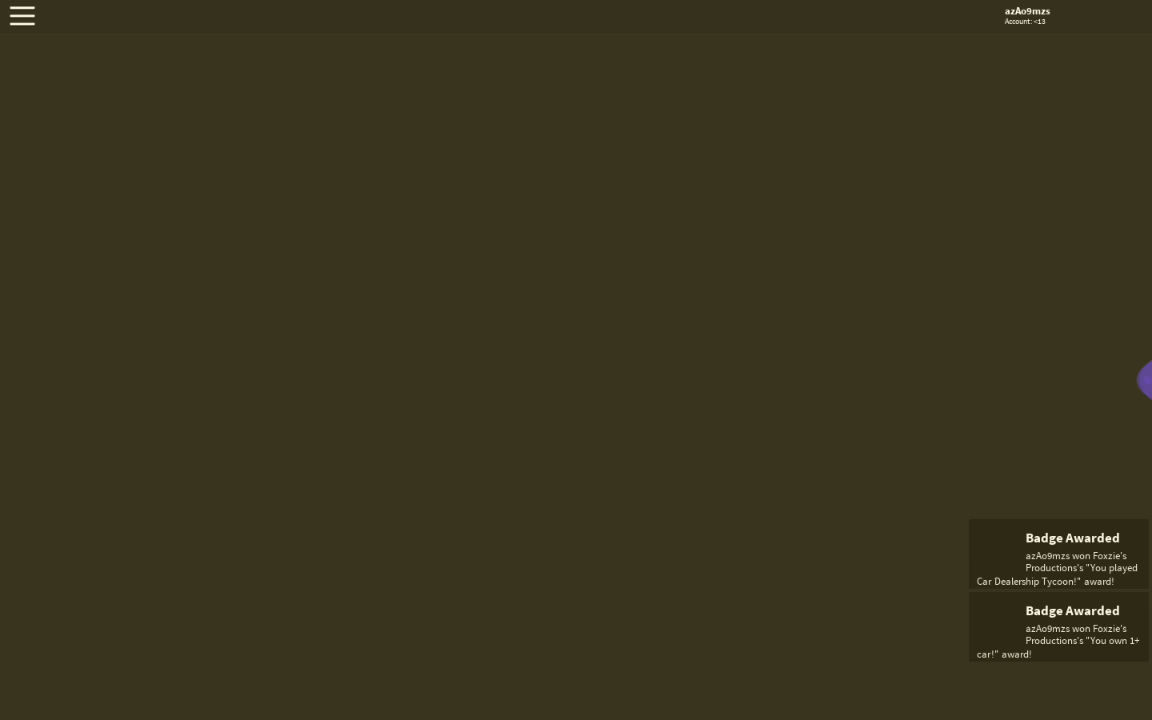 azAo9mzs
Account: <13
Badge Awarded
azAo9mzs won Foxzie's
Productions's "You played
Car Dealership Tycoon!" award!
Badge Awarded
azAo9mzs won Foxzie's
Productions's "You own 1+
car!" award!